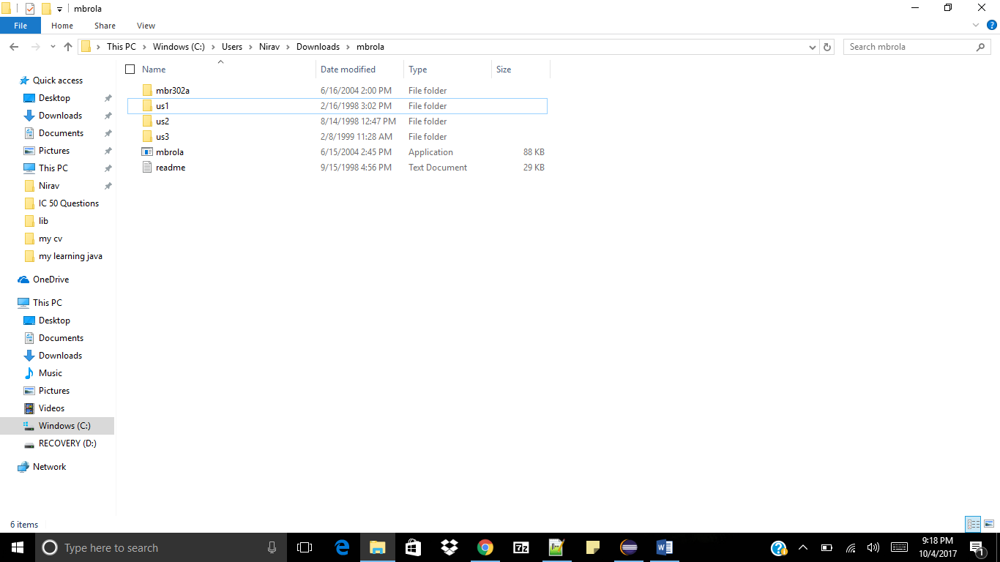 mbrola
File Home Share View
This PC Windows (C:) Users Nirav Downloads mbrola Search mbrola
Name Date modified Type Size
mbr302a 6/16/2004 2:00 PM File folder
us1 2/16/1998 3:02 PM File folder
us2 8/14/1998 12:47 PM File folder
us3 2/8/1999 11:28 AM File folder
mbrola 6/15/2004 2:45 PM Application 88 KB
readme 9/15/1998 4:56 PM Text Document 29 KB
Quick access
Desktop
Downloads
Documents
Pictures
This PC
Nirav
IC 50 Questions
lib
my cv
my learning java
OneDrive
This PC
Desktop
Documents
Downloads
Music
Pictures
Videos
Windows (C:)
RECOVERY (D:)
Network
6 items
Type here to search
7z
9:18 PM
10/4/2017
1